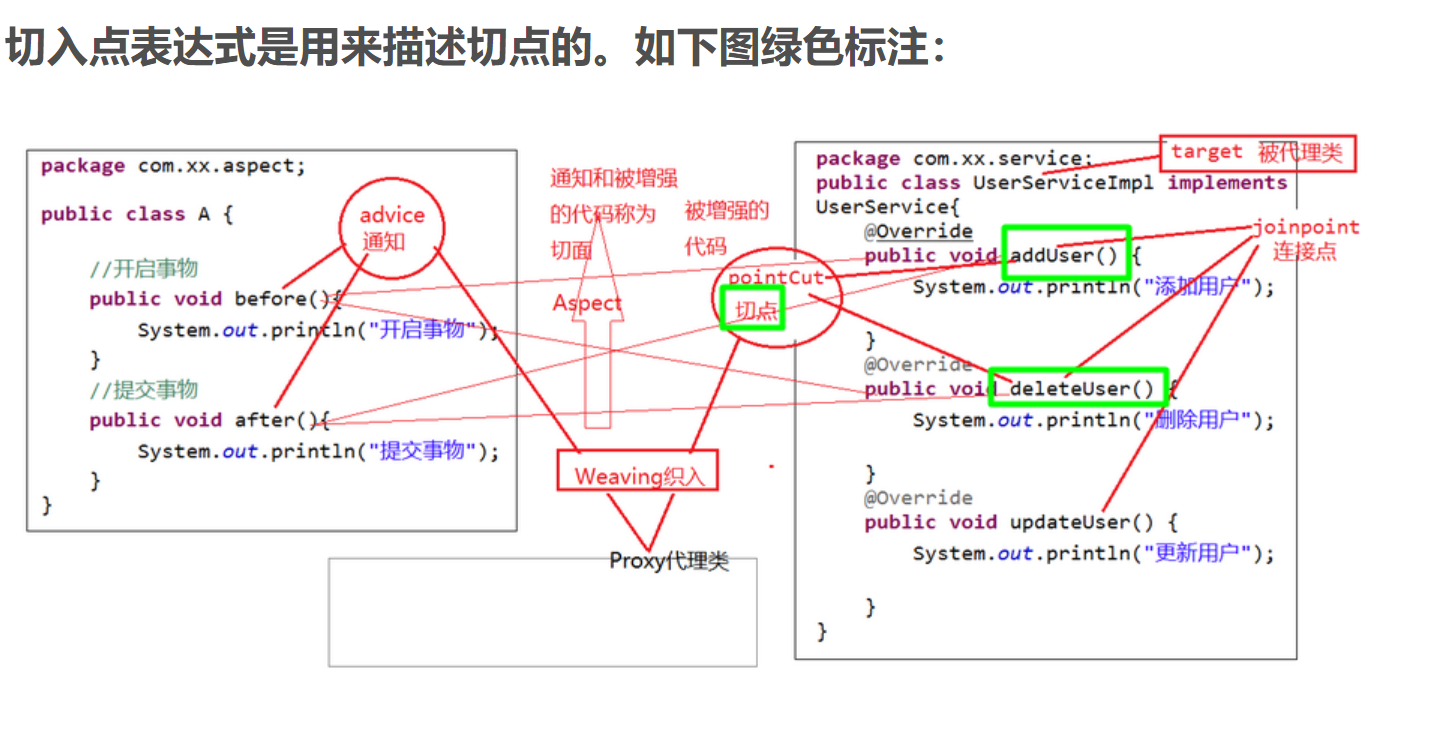 切入点表达式是用来描述切点的。如下图绿色标注：
package com.xx.aspect;
public class A {
//开启事物
public void before(){
System.out.println("开启事物");
}
//提交事物
public void after(){
System.out.println("提交事物");
}
}
advice
通知
通知和被增强
的代码称为
切面
Aspect
被增强的
代码
pointCut
切点
Weaving织入
Proxy代理类
package com.xx.service;
public class UserServiceImpl implements
UserService{
@Override
public void addUser() {
System.out.println("添加用户");
}
@Override
public void deleteUser() {
System.out.println("删除用户");
}
@Override
public void updateUser() {
System.out.println("更新用户");
}
}
target 被代理类
joinpoint
连接点